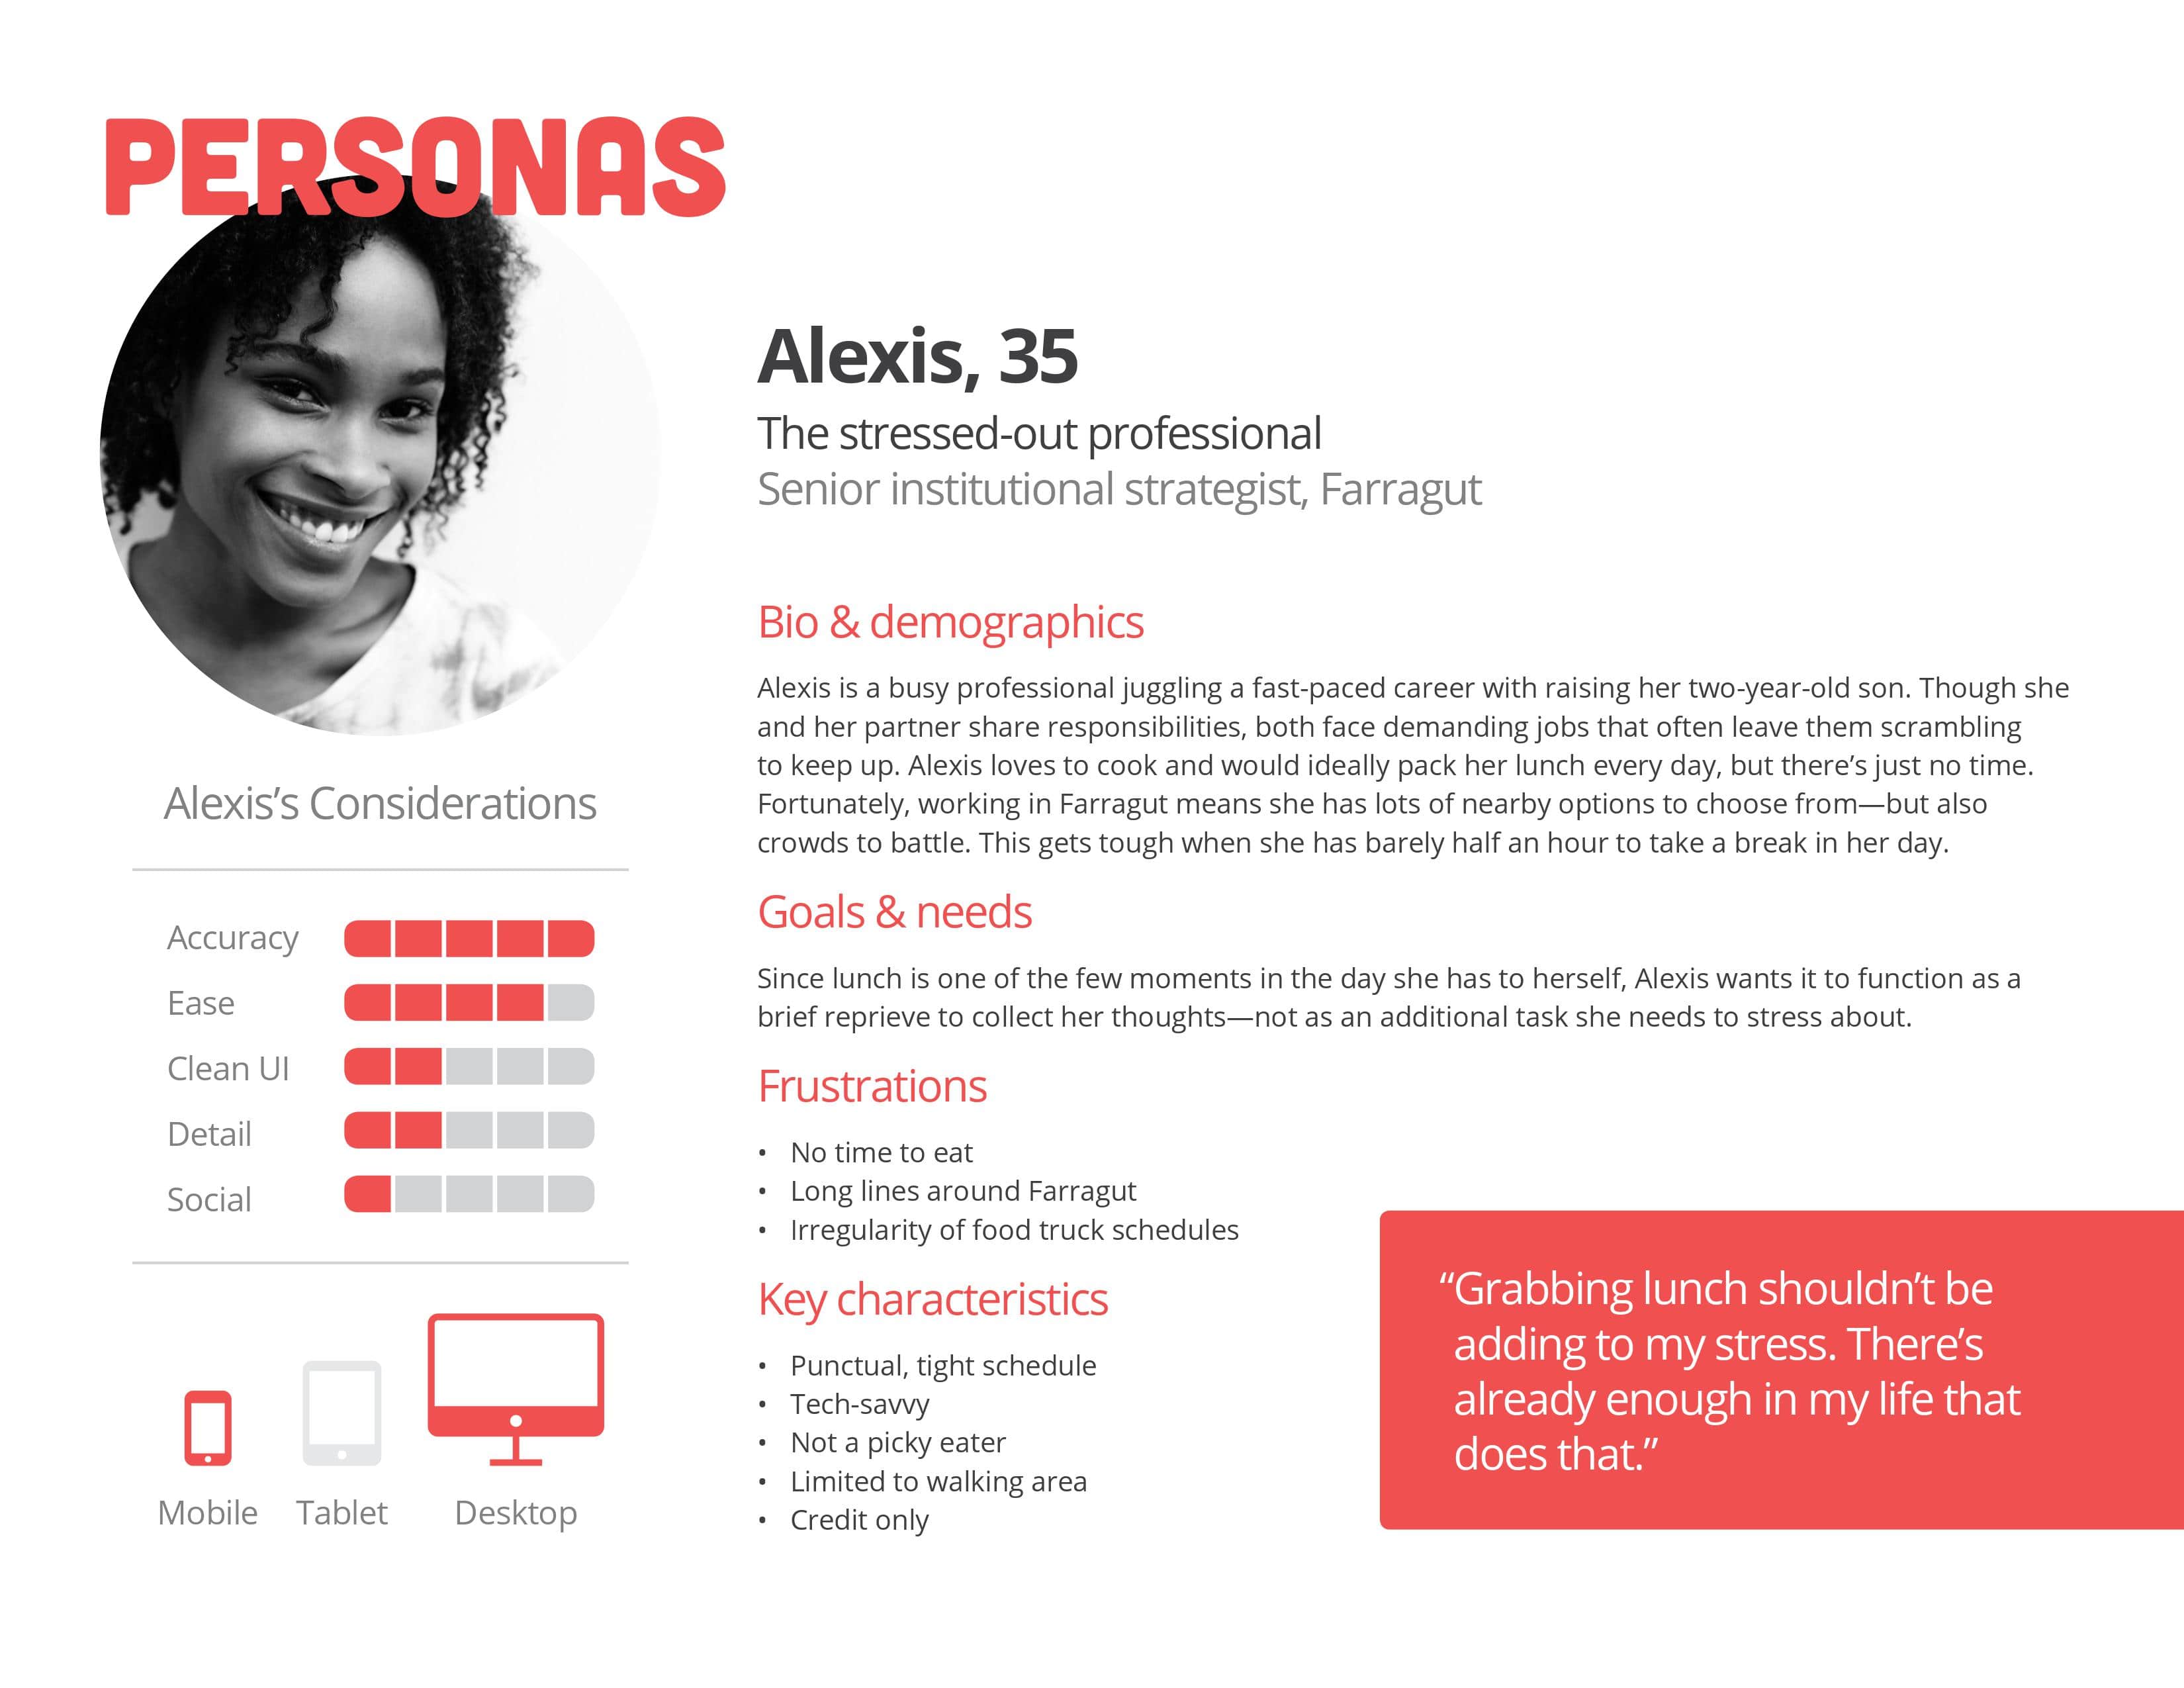 PERSONAS
Alexis, 35
The stressed-out professional
Senior institutional strategist, Farragut
Bio & demographics
Alexis is a busy professional juggling a fast-paced career with raising her two-year-old son. Though she
and her partner share responsibilities, both face demanding jobs that often leave them scrambling
to keep up. Alexis loves to cook and would ideally pack her lunch every day, but there’s just no time.
Fortunately, working in Farragut means she has lots of nearby options to choose from—but also
crowds to battle. This gets tough when she has barely half an hour to take a break in her day.
Goals & needs
Since lunch is one of the few moments in the day she has to herself, Alexis wants it to function as a
brief reprieve to collect her thoughts—not as an additional task she needs to stress about.
Frustrations
• No time to eat
• Long lines around Farragut
• Irregularity of food truck schedules
Key characteristics
• Punctual, tight schedule
• Tech-savvy
• Not a picky eater
• Limited to walking area
• Credit only
“Grabbing lunch shouldn’t be
adding to my stress. There’s
already enough in my life that
does that.”
Alexis’s Considerations
Accuracy
Ease
Clean UI
Detail
Social
Mobile Tablet Desktop